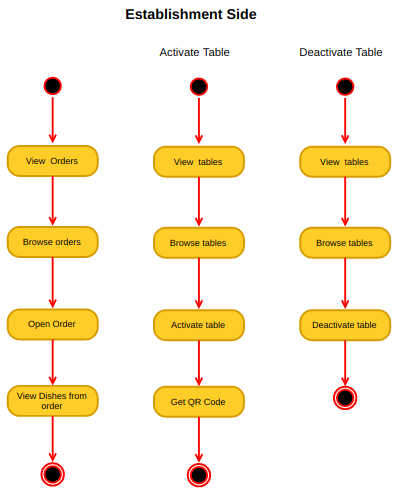 Establishment Side
Activate Table
Deactivate Table
View  Orders
View  tables
View  tables
Browse orders
Browse tables
Browse tables
Open Order
Activate table
Deactivate table
View Dishes from
order
Get QR Code